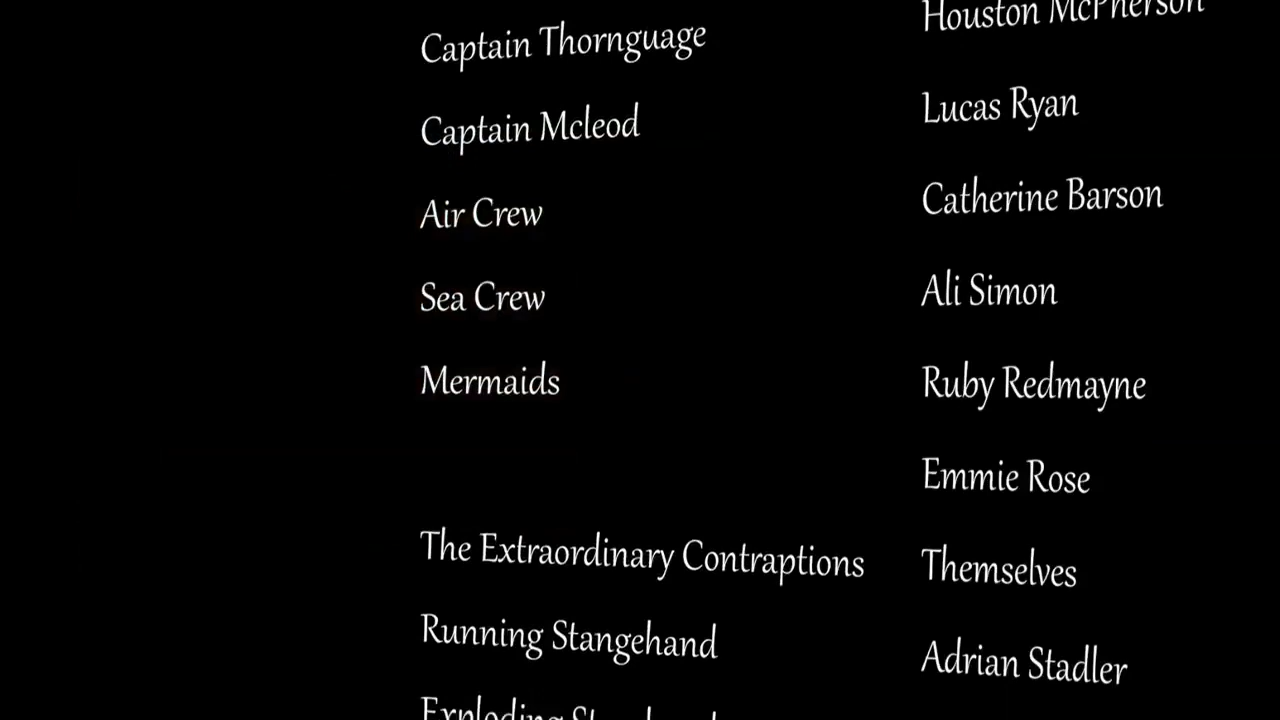 Captain Thornguage
Captain Mcleod
Air Crew
Sea Crew
Mermaids
The Extraordinary Contraptions
Running Stangehand
Exploding
Houston McPherson
Lucas Ryan
Catherine Barson
Ali Simon
Ruby Redmayne
Emmie Rose
Themselves
Adrian Stadler